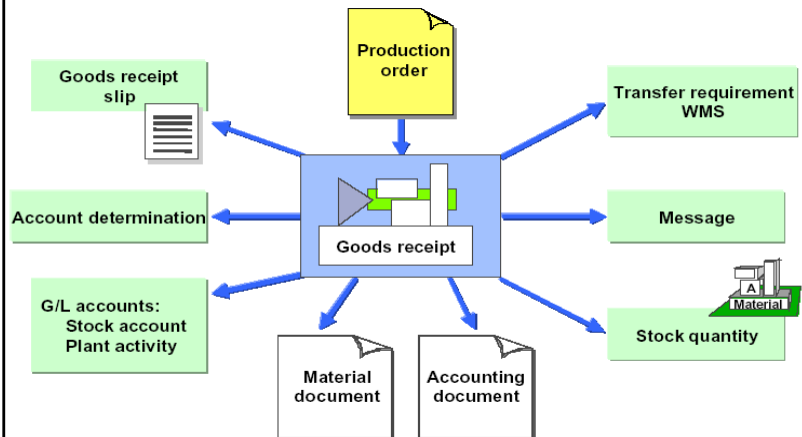 Production
order
Goods receipt
slip
Transfer requirement
WMS
Account determination
Goods receipt
Message
G/L accounts:
Stock account
Plant activity
A
Material
Stock quantity
Material
document
Accounting
document